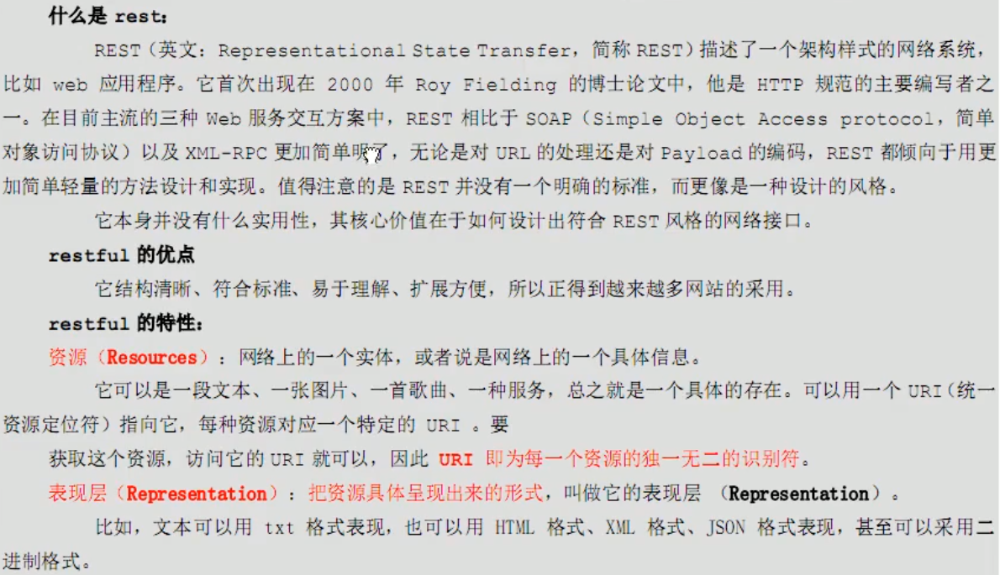 什么是 rest：
REST（英文：Representational State Transfer，简称 REST）描述了一个架构样式的网络系统，
比如 web 应用程序。它首次出现在 2000 年 Roy Fielding 的博士论文中，他是 HTTP 规范的主要编写者之
一。在目前主流的三种 Web 服务交互方案中，REST 相比于 SOAP（Simple Object Access protocol，简单
对象访问协议）以及 XML-RPC 更加简单明了，无论是对 URL 的处理还是对 Payload 的编码，REST 都倾向于用更
加简单轻量的方法设计和实现。值得注意的是 REST 并没有一个明确的标准，而更像是一种设计的风格。
它本身并没有什么实用性，其核心价值在于如何设计出符合 REST 风格的网络接口。
restful 的优点
它结构清晰、符合标准、易于理解、扩展方便，所以正得到越来越多网站的采用。
restful 的特性：
资源（Resources）：网络上的一个实体，或者说是网络上的一个具体信息。
它可以是一段文本、一张图片、一首歌曲、一种服务，总之就是一个具体的存在。可以用一个 URI（统一
资源定位符）指向它，每种资源对应一个特定的 URI 。要
获取这个资源，访问它的 URI 就可以，因此 URI 即为每一个资源的独一无二的识别符。
表现层（Representation）：把资源具体呈现出来的形式，叫做它的表现层 （Representation）。
比如，文本可以用 txt 格式表现，也可以用 HTML 格式、XML 格式、JSON 格式表现，甚至可以采用二
进制格式。